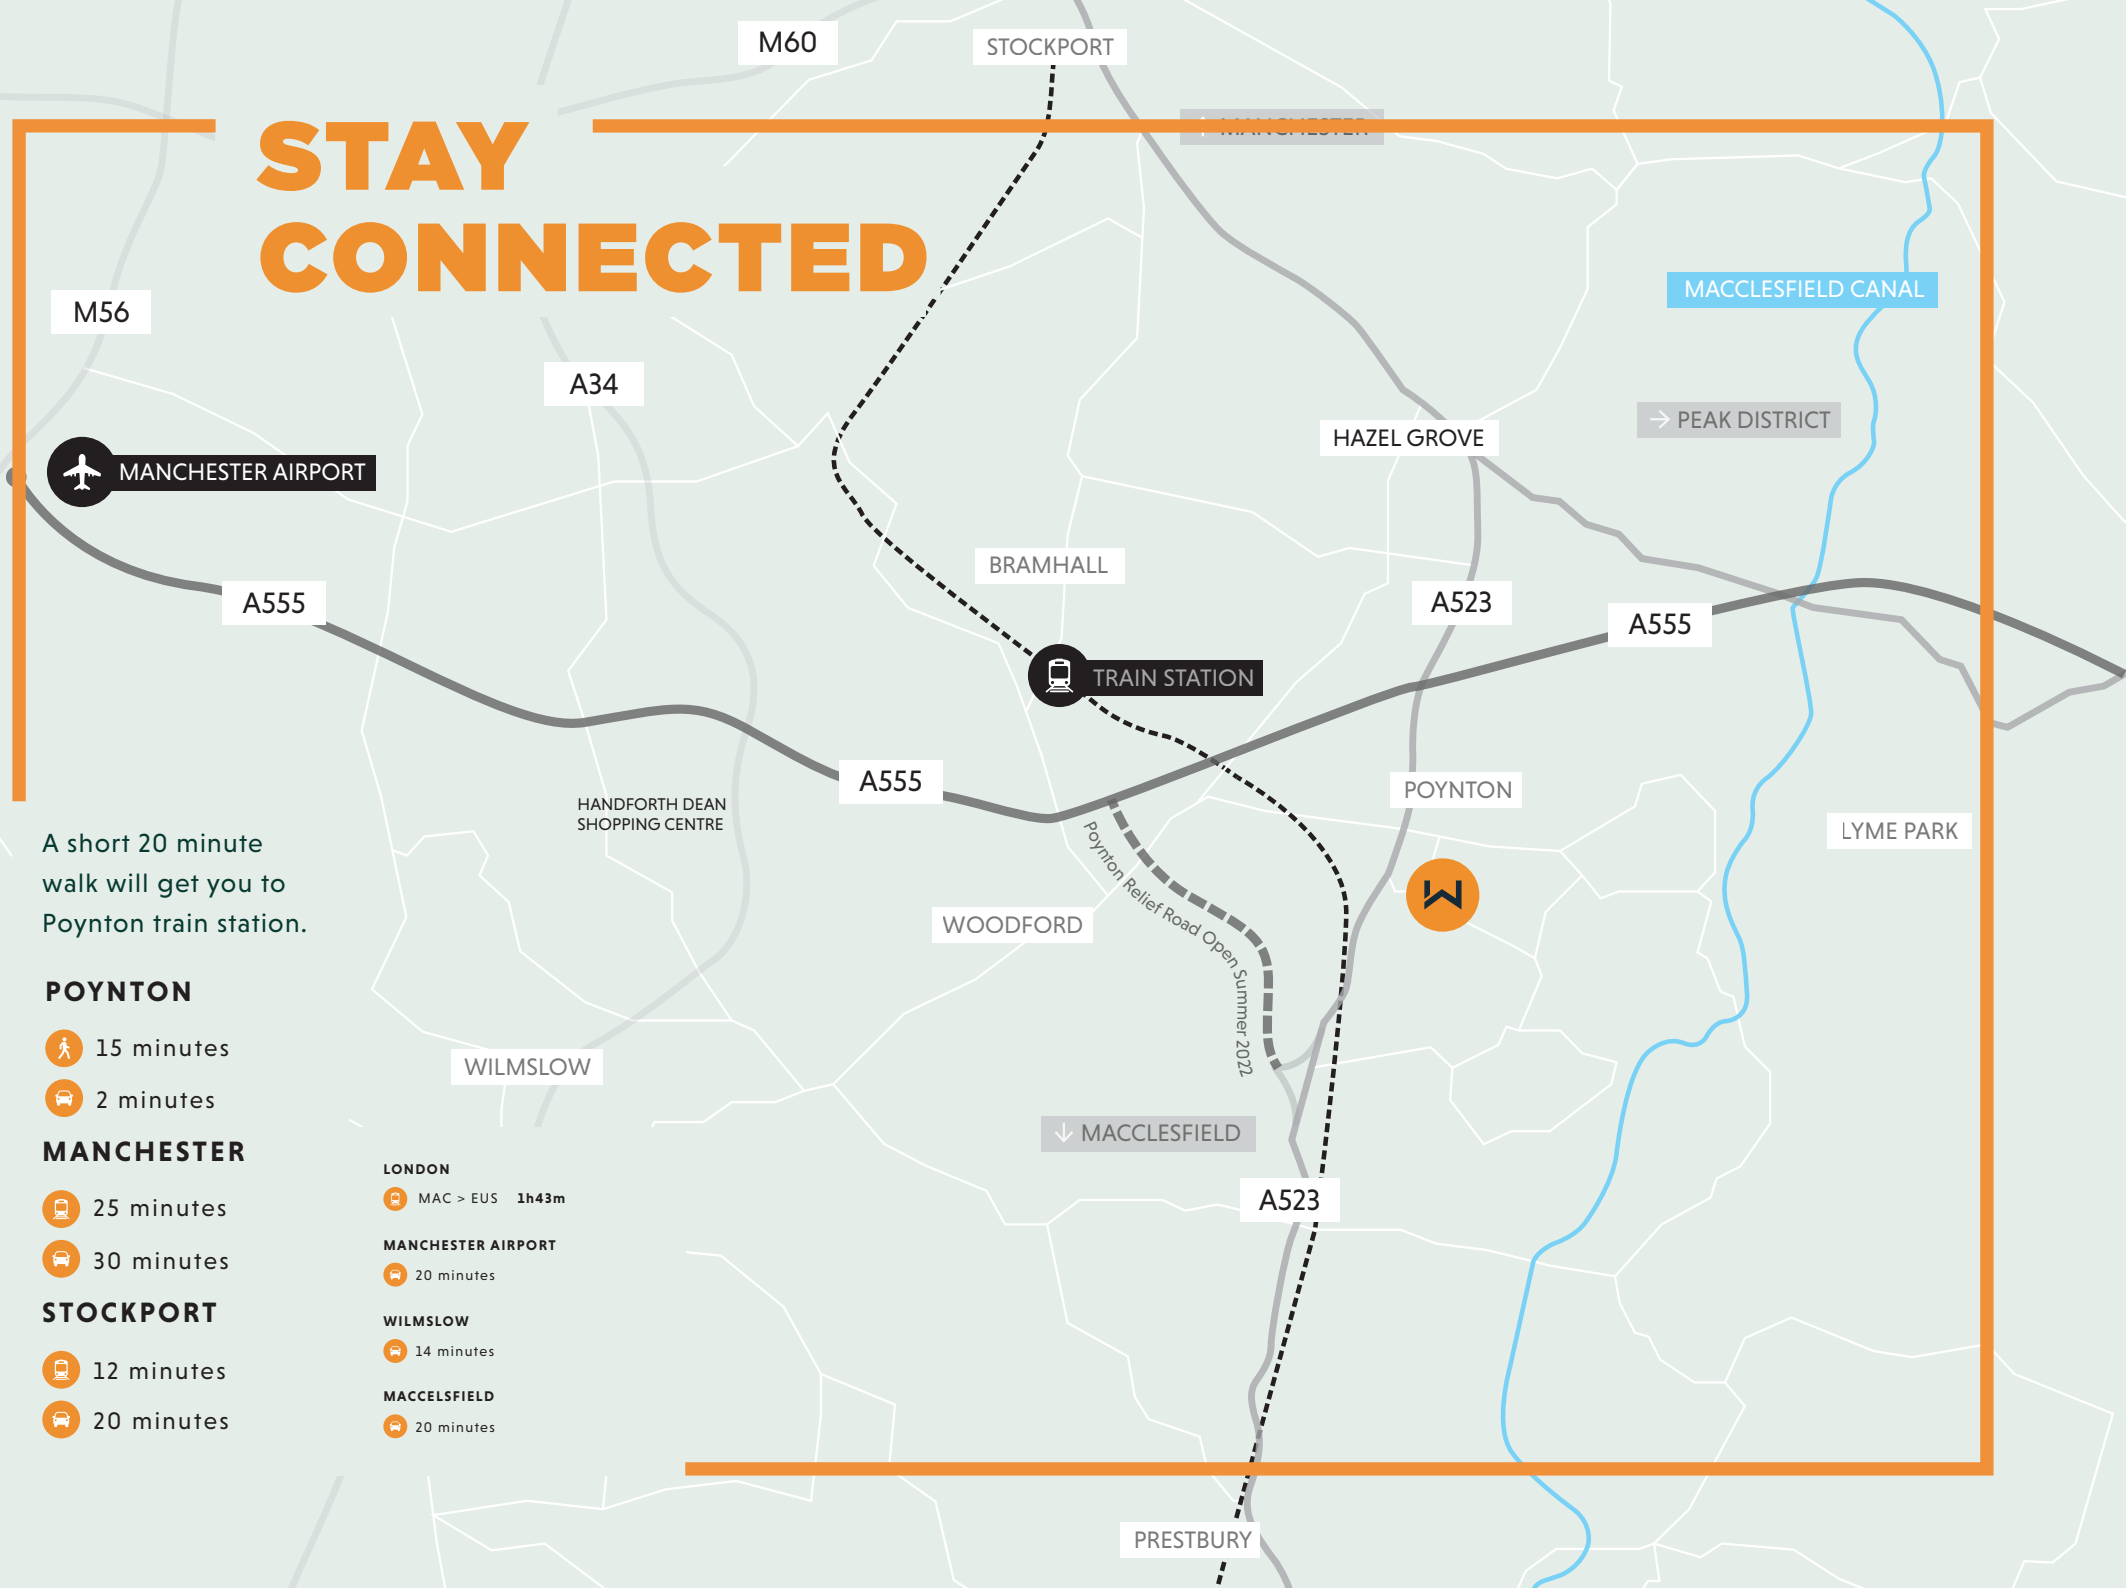 M60
STOCKPORT
↑ MANCHESTER
STAY
CONNECTED
MACCLESFIELD CANAL
M56
A34
→ PEAK DISTRICT
HAZEL GROVE
MANCHESTER AIRPORT
BRAMHALL
A555
A523
A555
TRAIN STATION
A555
POYNTON
HANDFORTH DEAN
SHOPPING CENTRE
LYME PARK
Poynton Relief Road Open Summer 2022
WOODFORD
WILMSLOW
↓ MACCLESFIELD
A523
PRESTBURY
A short 20 minute
walk will get you to
Poynton train station.
POYNTON
15 minutes
2 minutes
MANCHESTER
25 minutes
30 minutes
STOCKPORT
12 minutes
20 minutes
LONDON
MAC > EUS 1h43m
MANCHESTER AIRPORT
20 minutes
WILMSLOW
14 minutes
MACCELSFIELD
20 minutes